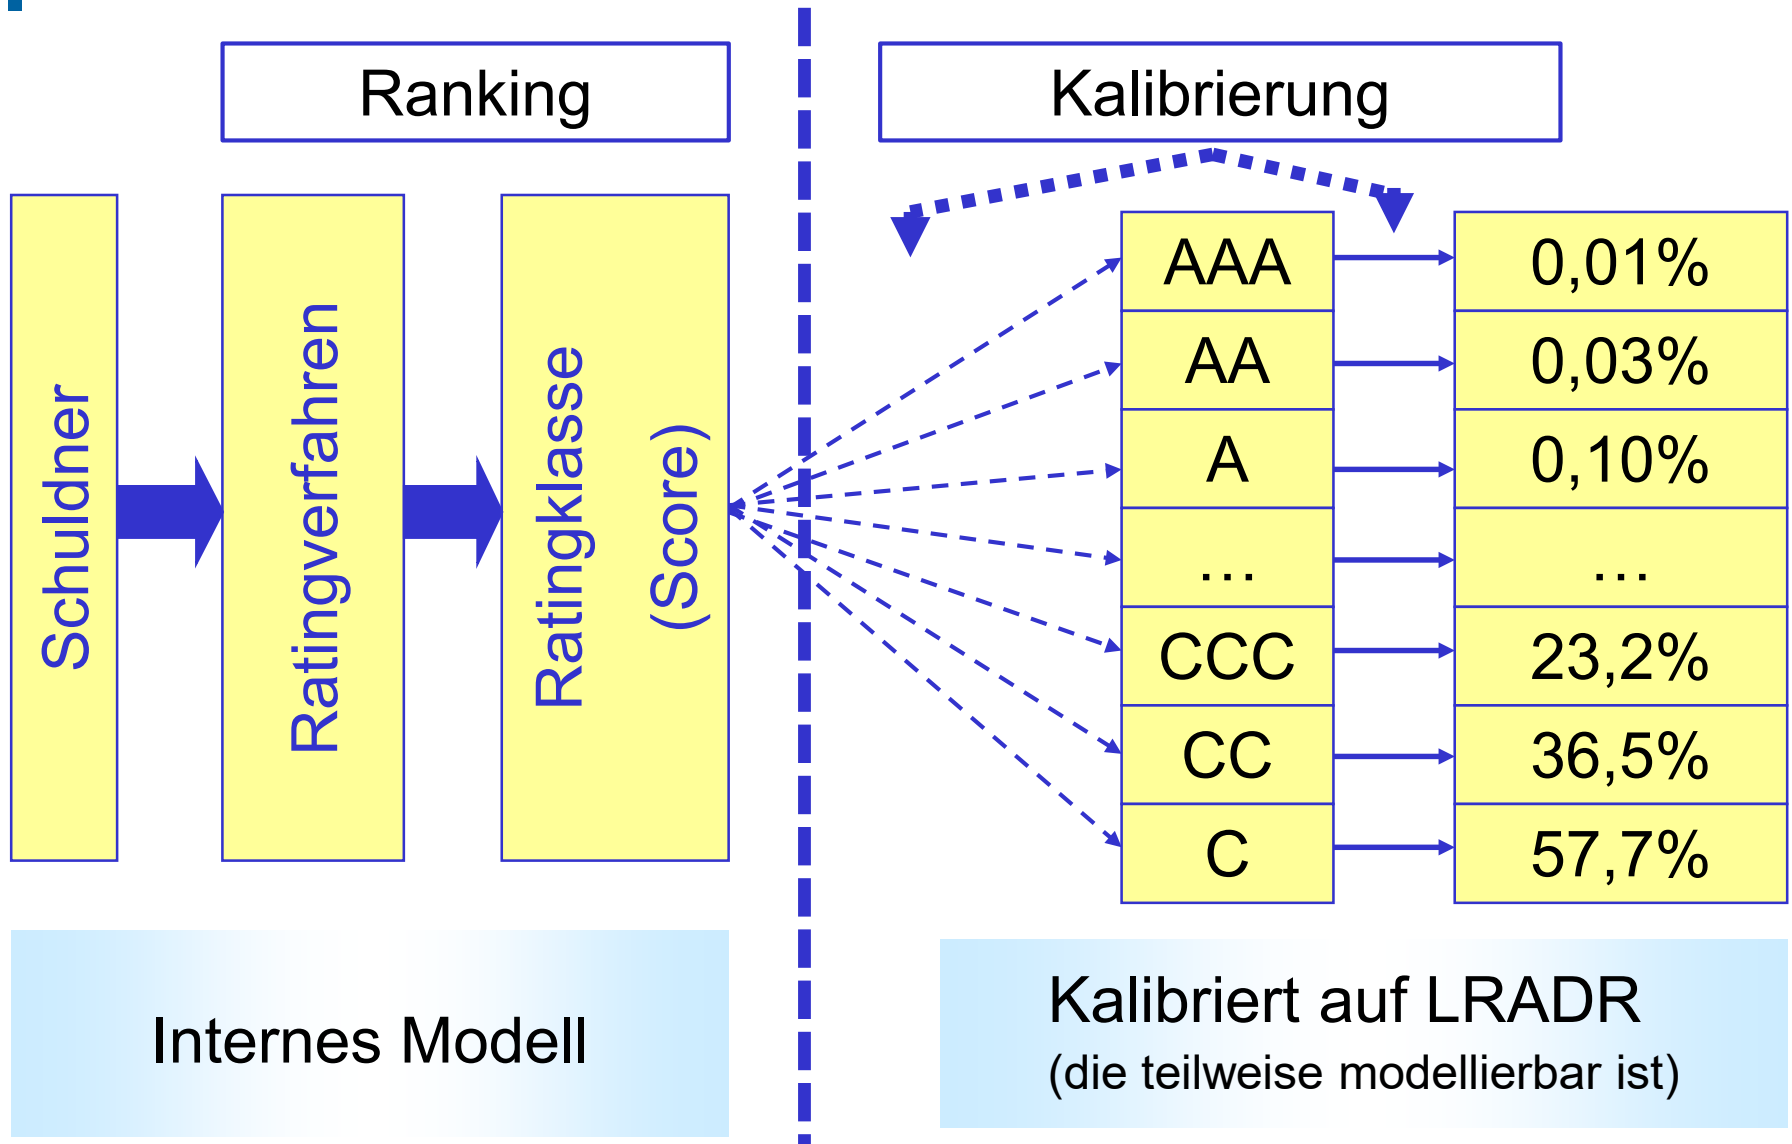 Ranking
Kalibrierung
Schuldner
Ratingverfahren
Ratingklasse
(Score)
AAA
0,01%
AA
0,03%
A
0,10%
...
...
CCC
23,2%
CC
36,5%
C
57,7%
Internes Modell
Kalibriert auf LRADR
(die teilweise modellierbar ist)